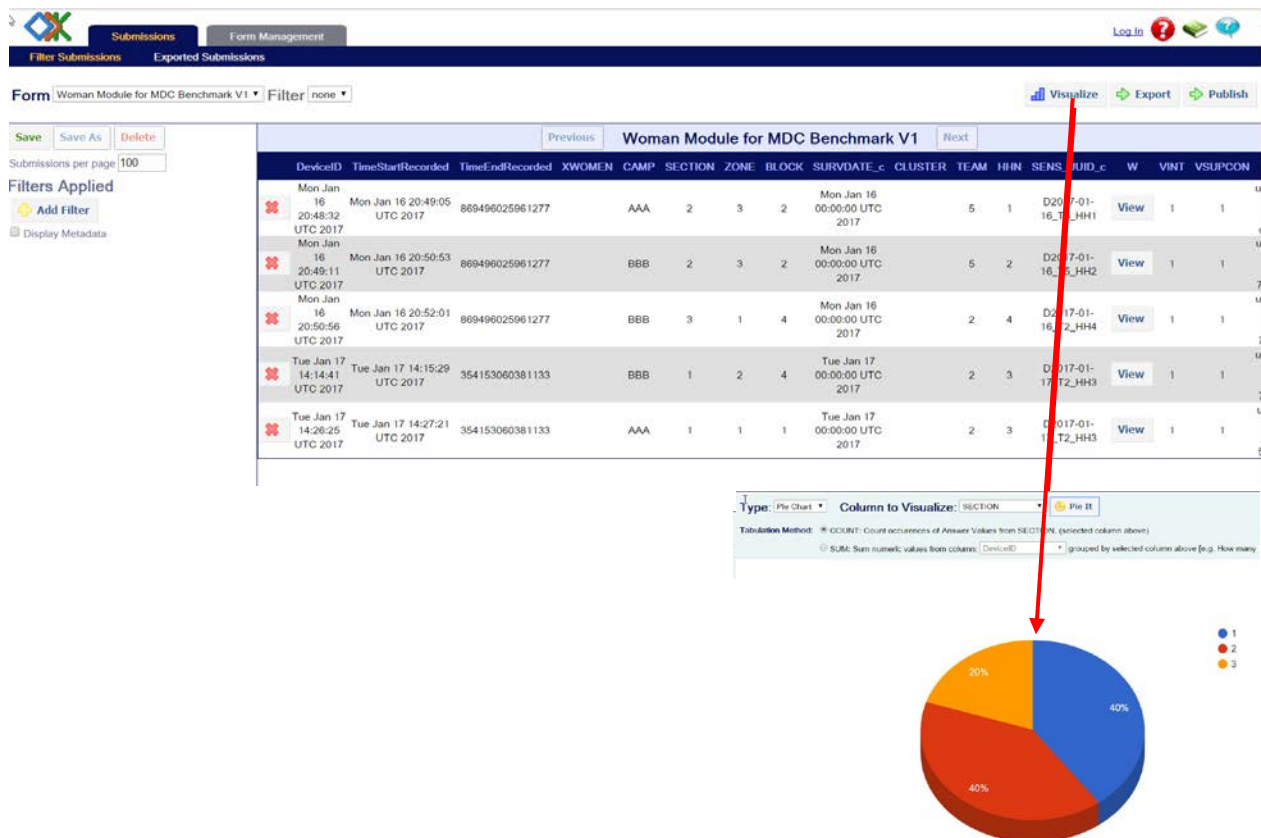 Submissions Form Management Log In
Filter Submissions Exported Submissions
Form Woman Module for MDC Benchmark V1 Filter none Visualize Export Publish
Save Save As Delete Previous Woman Module for MDC Benchmark V1 Next
Submissions per page 100
Filters Applied
Add Filter
Display Metadata
DeviceID TimeStartRecorded TimeEndRecorded XWOMEN CAMP SECTION ZONE BLOCK SURVDATE_c CLUSTER TEAM HHN W VINT VSUPCON
Mon Jan
16
20:48:32
UTC 2017
Mon Jan 16 20:49:05
UTC 2017
869496025961277 AAA 2 3 2
Mon Jan 16
00:00:00 UTC
2017
5 1
16_ HH1
View 1 1
Mon Jan
16
20:49:11
UTC 2017
Mon Jan 16 20:50:53
UTC 2017
869496025961277 BBB 2 3 2
Mon Jan 16
00:00:00 UTC
2017
5 2
HH2
View 1 1
Mon Jan
16
20:50:56
UTC 2017
Mon Jan 16 20:52:01
UTC 2017
869496025961277 BBB 3 1 4
Mon Jan 16
00:00:00 UTC
2017
2 4
HH4
View 1 1
Tue Jan 17
14:14:41
UTC 2017
Tue Jan 17 14:15:29
UTC 2017
354153060381133 BBB 1 2 4
Tue Jan 17
00:00:00 UTC
2017
2 3
HH3
View 1 1
Tue Jan 17
14:26:25
UTC 2017
Tue Jan 17 14:27:21
UTC 2017
354153060381133 AAA 1 1 1
Tue Jan 17
00:00:00 UTC
2017
2 3
HH3
View 1 1
Type: Pie Chart Column to Visualize: SECTION Pie It
Tabulation Method: COUNT: Count occurences of Answer Values from SECTION. (selected column above)
SUM: Sum numeric values from column: DeviceID grouped by selected column above [e.g. How many
1
2
3
20%
40%
40%